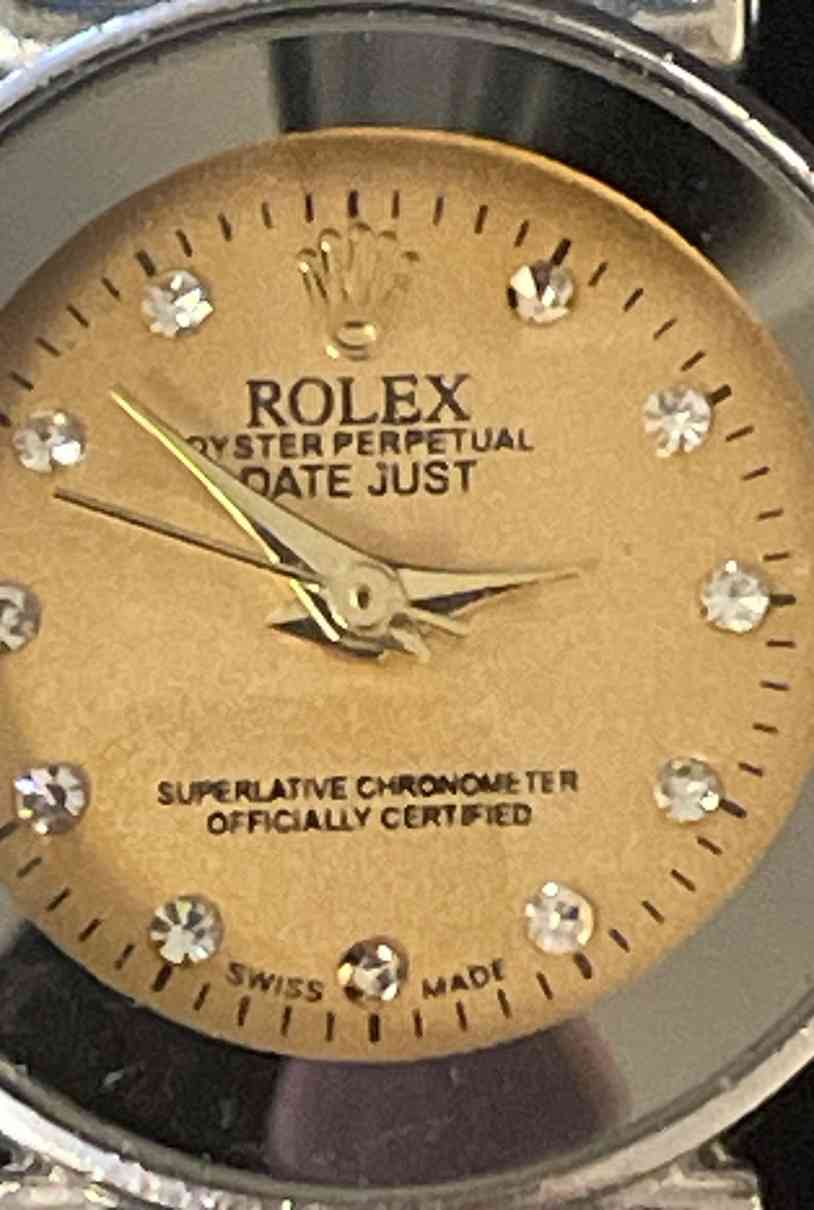 ROLEX
OYSTER PERPETUAL
DATE JUST
SUPERLATIVE CHRONOMETER
OFFICIALLY CERTIFIED
SWISS MADE